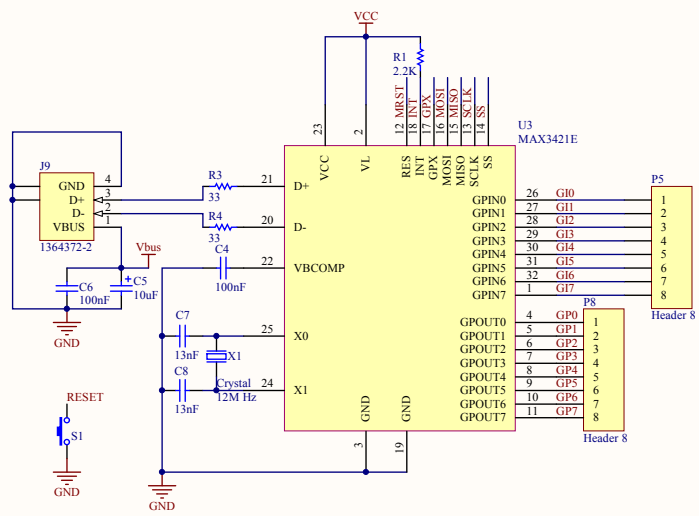 VCC
R1
2.2K
MRST
INT
GPX
MOSI
MISO
SCLK
SS
23
2
12
18
17
16
15
13
14
U3
MAX3421E
VCC
VL
RES
INT
GPX
MOSI
MISO
SCLK
SS
J9
GND 4
D+ 3
D- 2
VBUS 1
1364372-2
R3
33
21 D+
R4
33
20 D-
C4
100nF
22 VBCOMP
Vbus
C6
100nF
C5
10uF
GND
C7
13nF
25 X0
X1
C8
13nF
Crystal
12M Hz
24 X1
GPIN0 26 GI0
GPIN1 27 GI1
GPIN2 28 GI2
GPIN3 29 GI3
GPIN4 30 GI4
GPIN5 31 GI5
GPIN6 32 GI6
GPIN7 1 GI7
P5
1
2
3
4
5
6
7
8
Header 8
GPOUT0 4 GP0
GPOUT1 5 GP1
GPOUT2 6 GP2
GPOUT3 7 GP3
GPOUT4 8 GP4
GPOUT5 9 GP5
GPOUT6 10 GP6
GPOUT7 11 GP7
P8
1
2
3
4
5
6
7
8
Header 8
GND
GND
3
19
GND
RESET
S1
GND